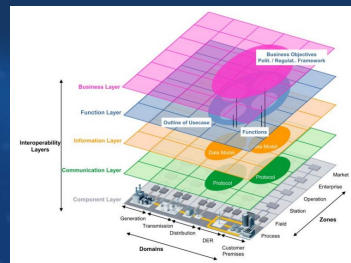 Business Objectives
Polit. / Regulat.. Framework
Business Layer
Function Layer
Outline of Usecase
Functions
Interoperability
Layers
Information Layer
Data Model
Data Model
Communication Layer
Protocol
Protocol
Component Layer
Market
Enterprise
Operation
Station
Field
Process
Zones
Generation
Transmission
Distribution
DER
Customer
Premises
Domains